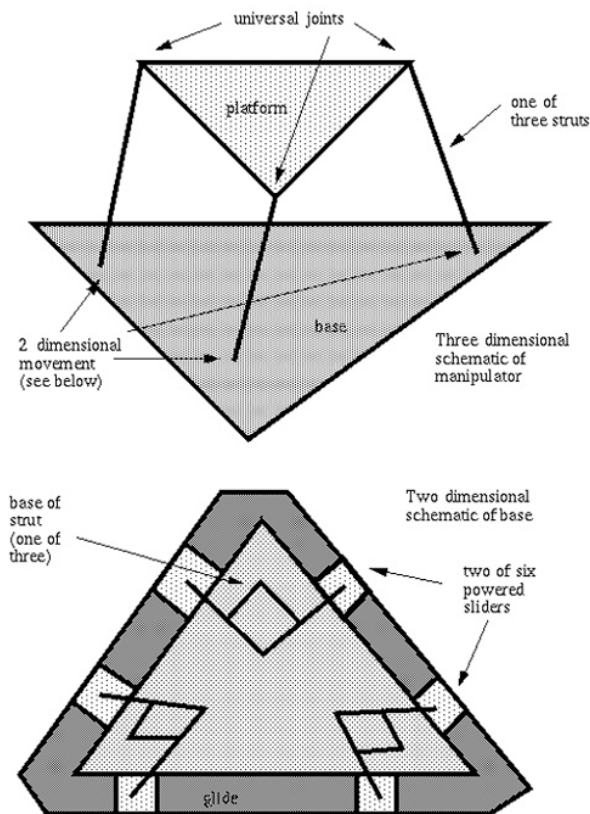 universal joints
platform
one of
three struts
base
2 dimensional
movement
(see below)
Three dimensional
schematic of
manipulator
base of
strut
(one of
three)
Two dimensional
schematic of base
two of six
powered
sliders
glide